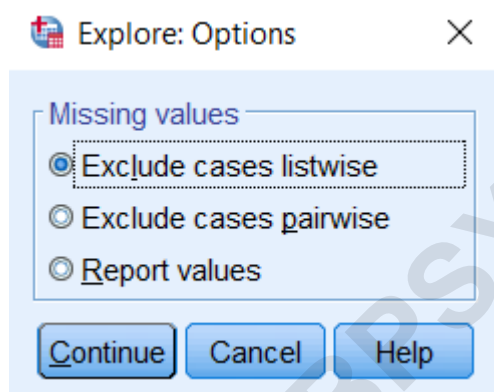 Explore: Options
Missing values
Exclude cases listwise
Exclude cases pairwise
Report values
Continue Cancel Help